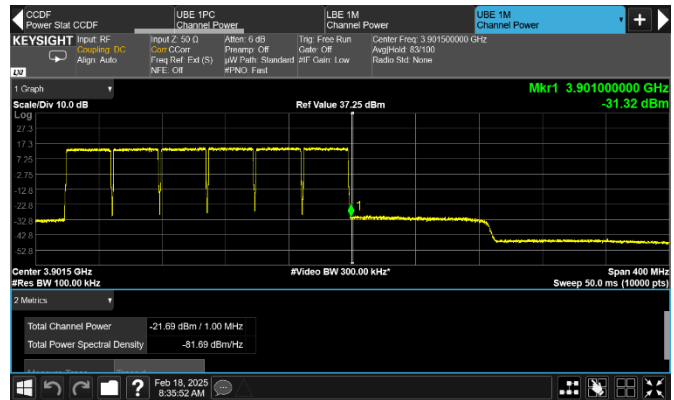 CCDF
Power Stat CCDF
UBE 1PC
Channel Power
LBE 1M
Channel Power
UBE 1M
Channel Power
KEYSIGHT
Input: RF
Coupling: DC
Align: Auto
Input Z: 50 Ω
Corr CCorr
Freq Ref: Ext (S)
NFE: Off
Atten: 6 dB
Preamp: Off
µW Path: Standard
#PNO: Fast
Trig: Free Run
Gate: Off
#IF Gain: Low
Center Freq: 3.901500000 GHz
Avg|Hold: 83/100
Radio Std: None
LXI
1 Graph
Mkr1 3.901000000 GHz
Scale/Div 10.0 dB
Ref Value 37.25 dBm
-31.32 dBm
Log
27.3
17.3
7.25
-2.75
-12.8
-22.8
-32.8
-42.8
-52.8
1
Center 3.9015 GHz
#Video BW 300.00 kHz*
Span 400 MHz
#Res BW 100.00 kHz
Sweep 50.0 ms (10000 pts)
2 Metrics
Total Channel Power -21.69 dBm / 1.00 MHz
Total Power Spectral Density -81.69 dBm/Hz
?
Feb 18, 2025
8:35:52 AM